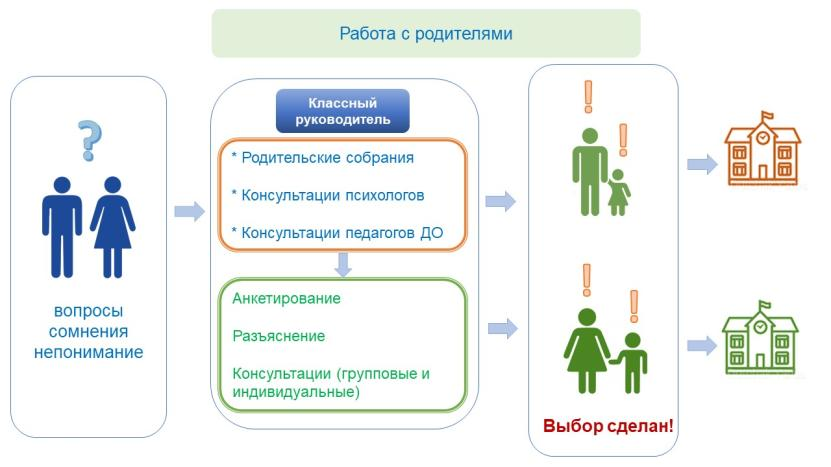 Работа с родителями
?
вопросы
сомнения
непонимание
Классный
руководитель
* Родительские собрания
* Консультации психологов
* Консультации педагогов ДО
Анкетирование
Разъяснение
Консультации (групповые и
индивидуальные)
!
!
!
!
Выбор сделан!